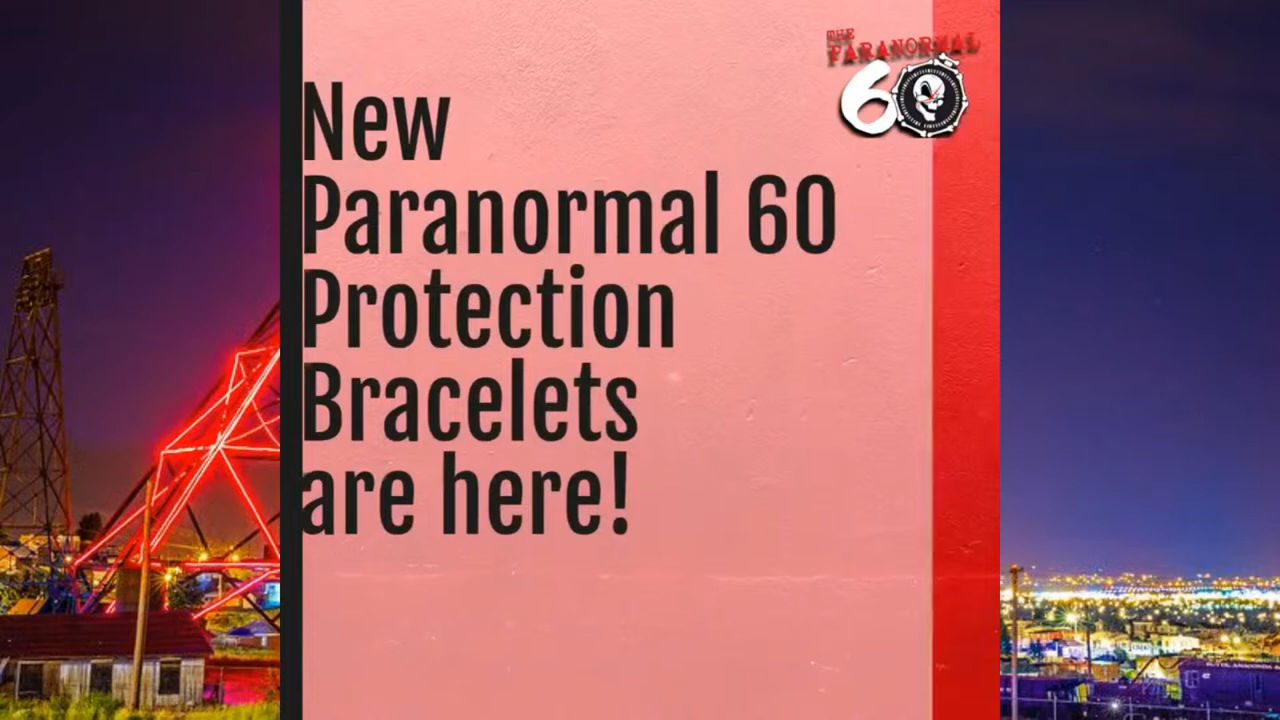 THE
PARANORMAL
60
New
Paranormal 60
Protection
Bracelets
are here!